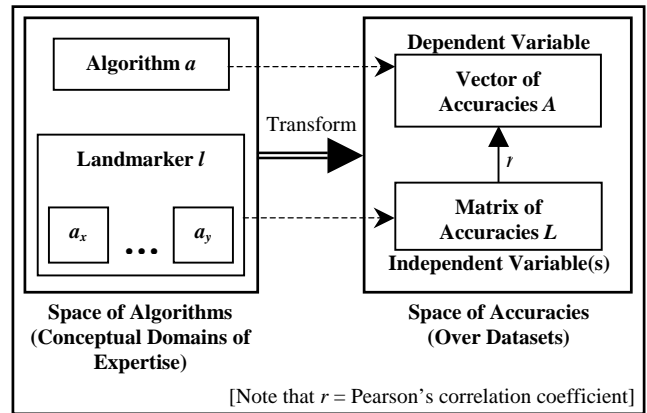 Algorithm a
Landmarker l
a_x ... a_y
Space of Algorithms
(Conceptual Domains of
Expertise)
Transform
Dependent Variable
Vector of
Accuracies A
r
Matrix of
Accuracies L
Independent Variable(s)
Space of Accuracies
(Over Datasets)
[Note that r = Pearson's correlation coefficient]